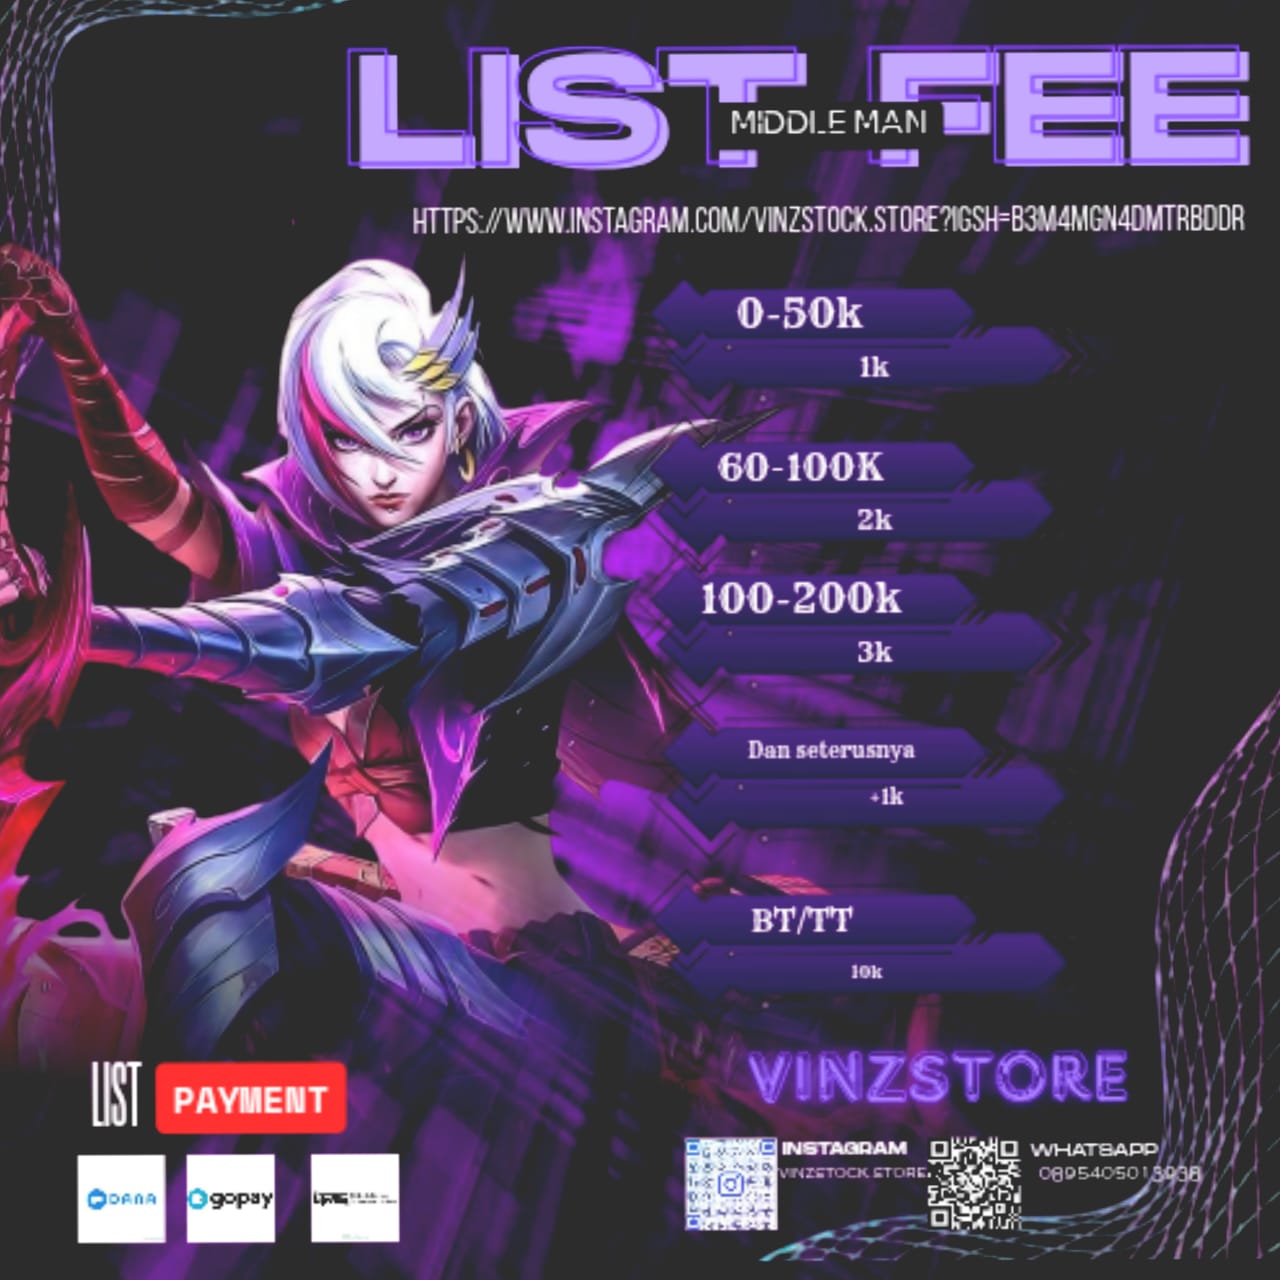 LIST FEE
MIDDLE MAN
HTTPS://WWW.INSTAGRAM.COM/VINZSTOCK.STORE?IGSH=B3M4MGN4DMTRBDDR
0-50k
1k
60-100K
2k
100-200k
3k
Dan seterusnya
+1k
BT/TT
10k
VINZSTORE
LIST PAYMENT
DANA
gopay
INSTAGRAM
VINZSTOCK.STORE
WHATSAPP
0895405013938